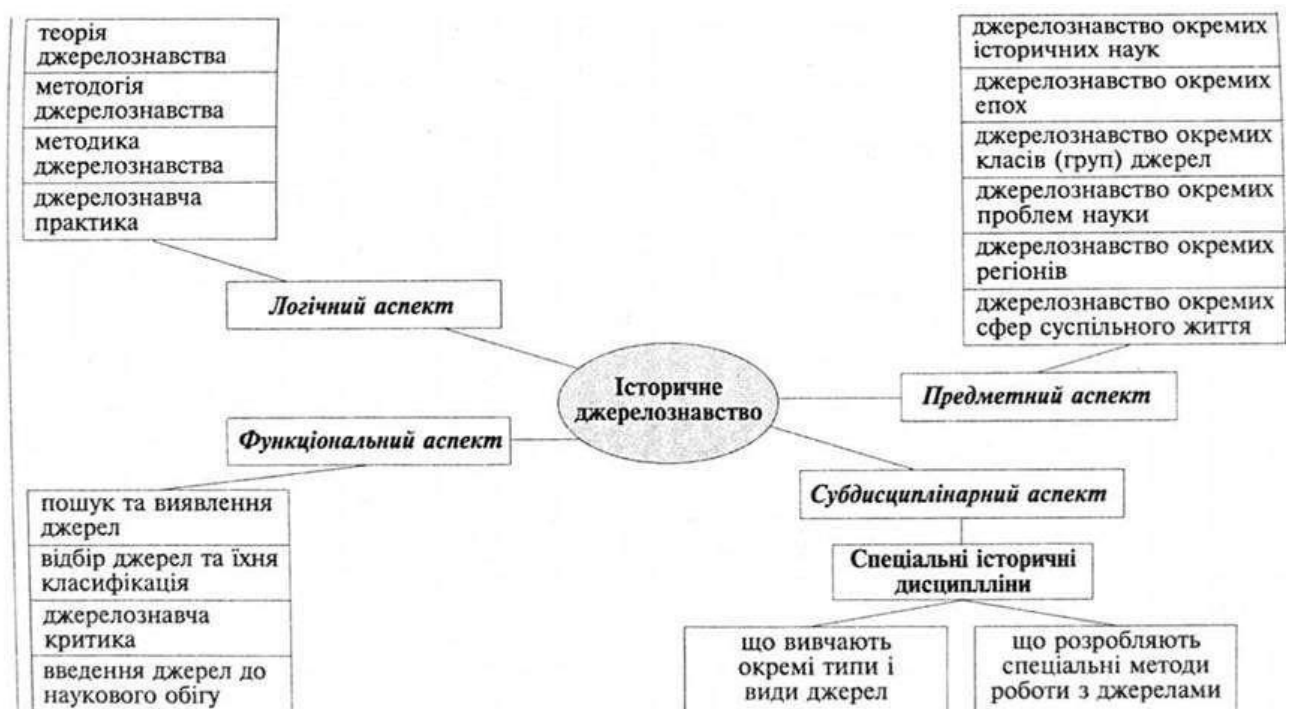 теорія
джерелознавства
методогія
джерелознавства
методика
джерелознавства
джерелознавча
практика
Логічний аспект
джерелознавство окремих
історичних наук
джерелознавство окремих
епох
джерелознавство окремих
класів (груп) джерел
джерелознавство окремих
проблем науки
джерелознавство окремих
регіонів
джерелознавство окремих
сфер суспільного життя
Предметний аспект
Історичне
джерелознавство
Функціональний аспект
пошук та виявлення
джерел
відбір джерел та їхня
класифікація
джерелознавча
критика
введення джерел до
наукового обігу
Субдисциплінарний аспект
Спеціальні історичні
дисциплліни
що вивчають
окремі типи і
види джерел
що розробляють
спеціальні методи
роботи з джерелами